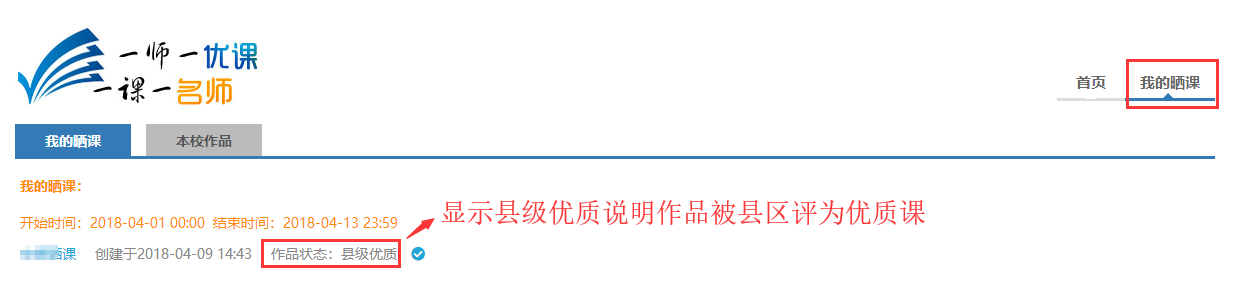 一师一优课
一课一名师
首页
我的晒课
我的晒课
本校作品
我的晒课：
开始时间：2018-04-01 00:00 结束时间：2018-04-13 23:59
显示县级优质说明作品被县区评为优质课
晒课 创建于2018-04-09 14:43 作品状态：县级优质